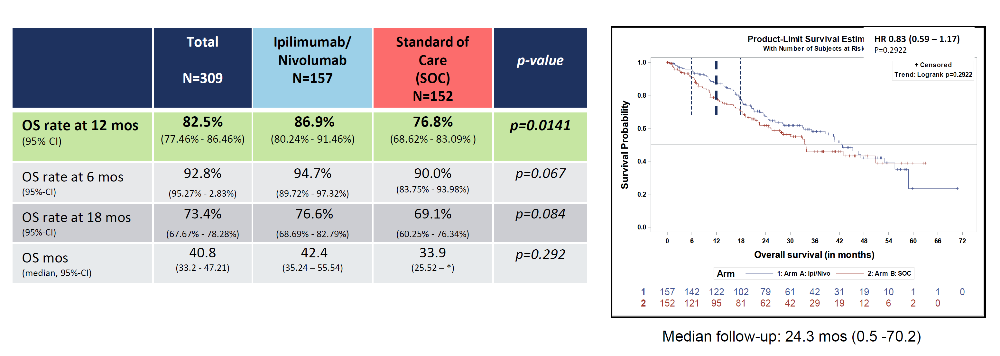 Total
N=309
Ipilimumab/
Nivolumab
N=157
Standard of
Care
(SOC)
N=152
p-value
OS rate at 12 mos
(95%-CI)
82.5%
(77.46% - 86.46%)
86.9%
(80.24% - 91.46%)
76.8%
(68.62% - 83.09% )
p=0.0141
OS rate at 6 mos
(95%-CI)
92.8%
(95.27% - 2.83%)
94.7%
(89.72% - 97.32%)
90.0%
(83.75% - 93.98%)
p=0.067
OS rate at 18 mos
(95%-CI)
73.4%
(67.67% - 78.28%)
76.6%
(68.69% - 82.79%)
69.1%
(60.25% - 76.34%)
p=0.084
OS mos
(median, 95%-CI)
40.8
(33.2 - 47.21)
42.4
(35.24 – 55.54)
33.9
(25.52 – *)
p=0.292
Product-Limit Survival Estim
With Number of Subjects at Risk
HR 0.83 (0.59 – 1.17)
P=0.2922
+ Censored
Trend: Logrank p=0.2922
Survival Probability
1.0
0.8
0.6
0.4
0.2
0.0
0 6 12 18 24 30 36 42 48 54 60 66 72
Overall survival (in months)
Arm 1: Arm A: Ipi/Nivo 2: Arm B: SOC
1 157 142 122 102 79 61 42 31 19 10 1 1 0
2 152 121 95 81 62 42 29 19 12 6 2 0
Median follow-up: 24.3 mos (0.5 -70.2)